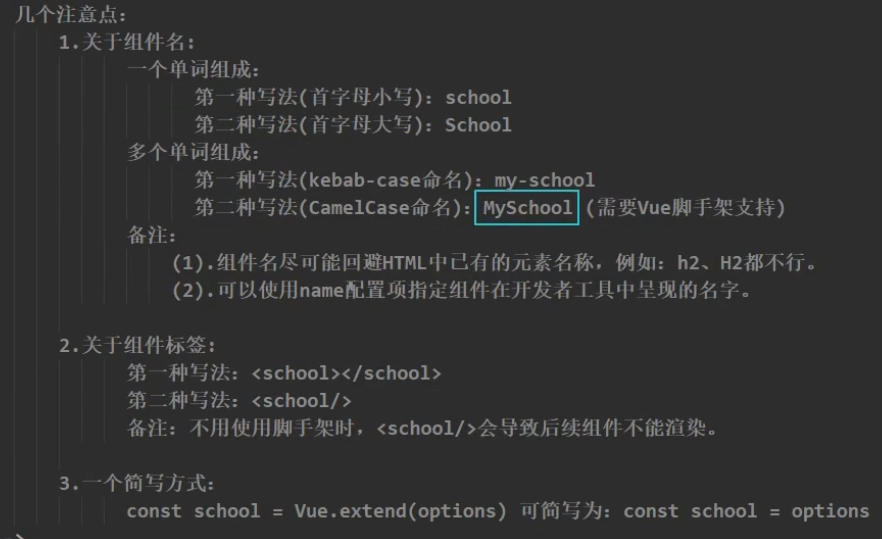 几个注意点：
1.关于组件名：
一个单词组成：
第一种写法(首字母小写)：school
第二种写法(首字母大写)：School
多个单词组成：
第一种写法(kebab-case命名)：my-school
第二种写法(CamelCase命名)：MySchool (需要Vue脚手架支持)
备注：
(1).组件名尽可能回避HTML中已有的元素名称，例如：h2、H2都不行。
(2).可以使用name配置项指定组件在开发者工具中呈现的名字。
2.关于组件标签：
第一种写法：<school></school>
第二种写法：<school/>
备注：不用使用脚手架时，<school/>会导致后续组件不能渲染。
3.一个简写方式：
const school = Vue.extend(options) 可简写为：const school = options